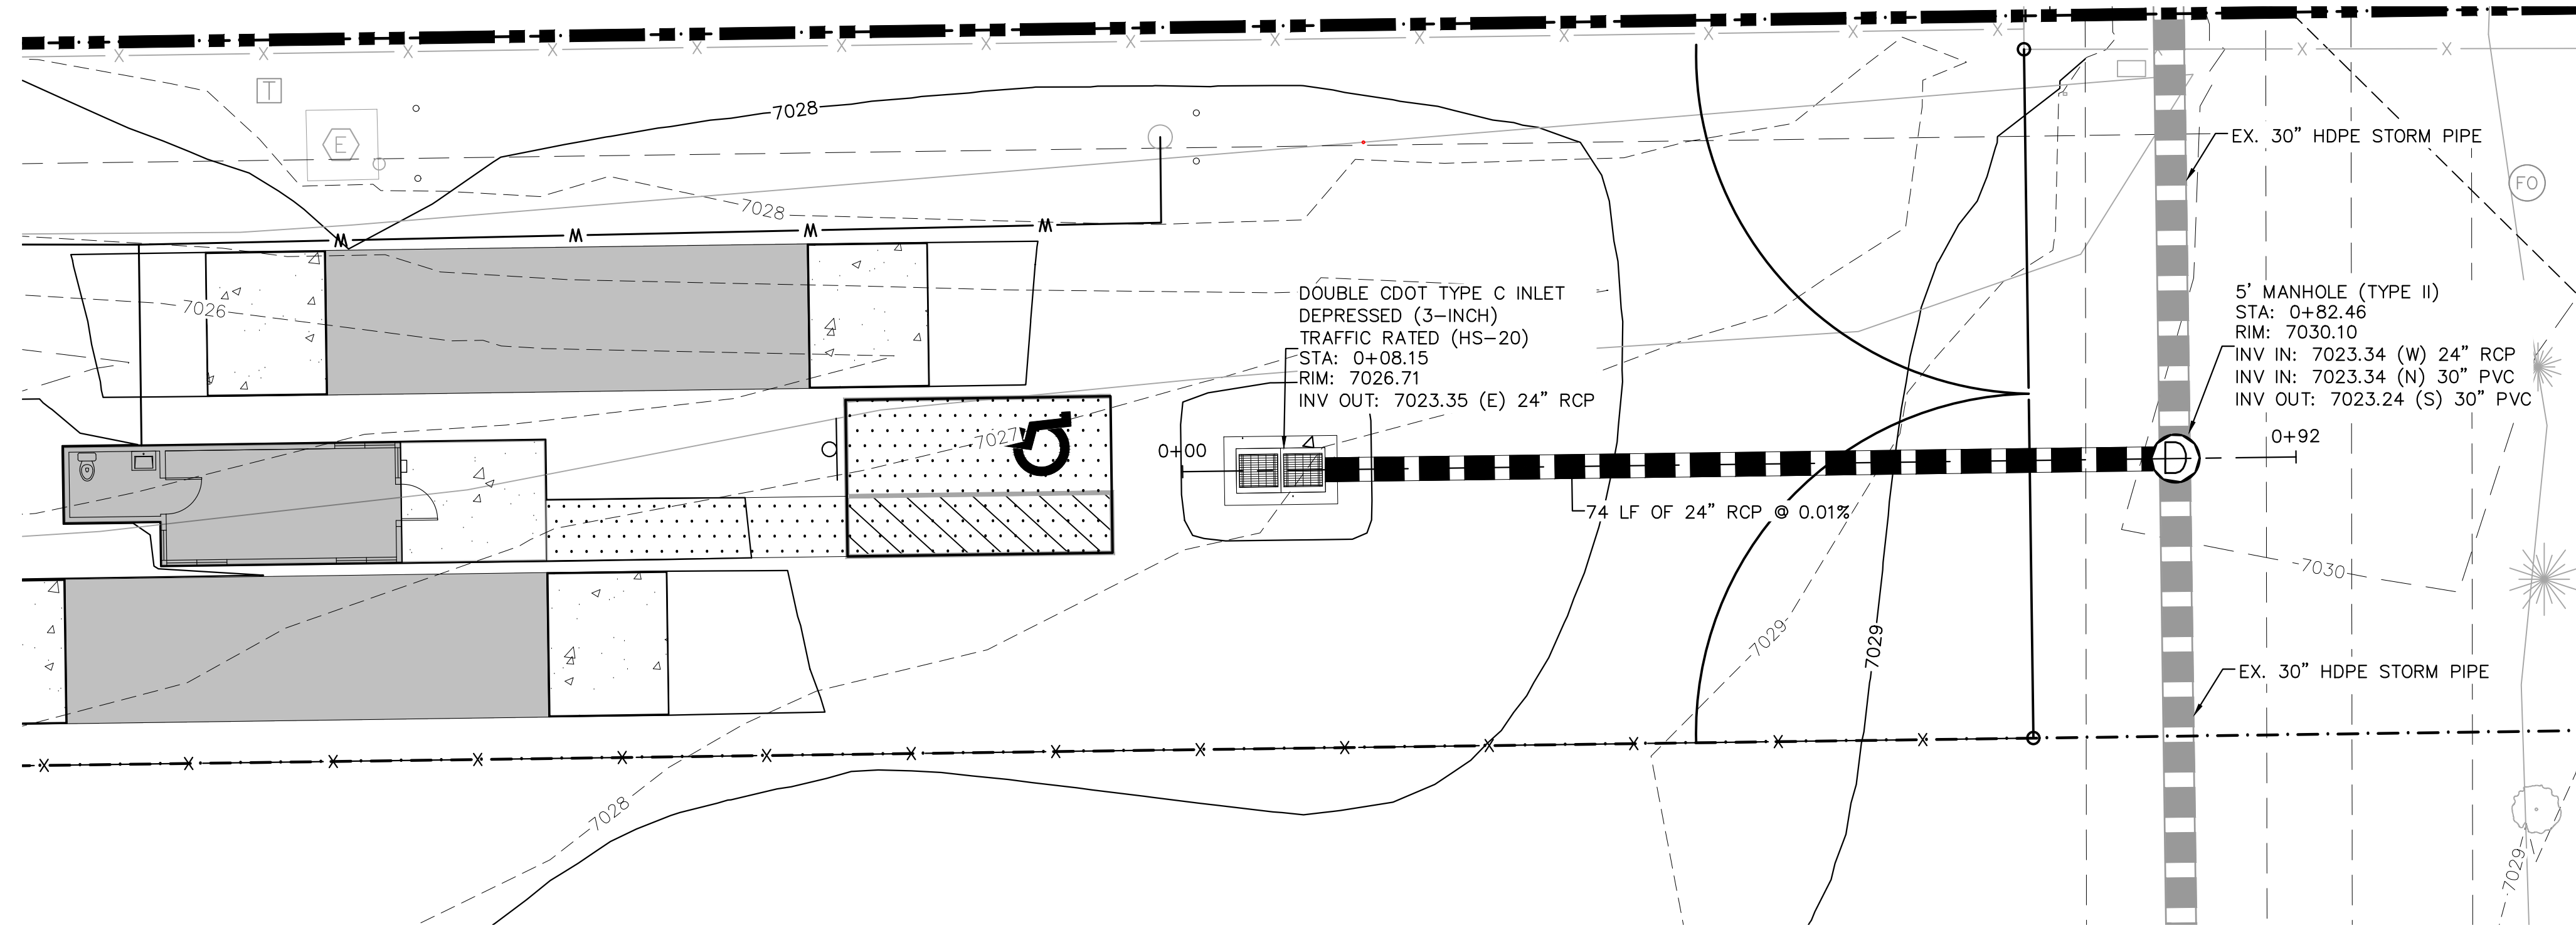 7028
EX. 30" HDPE STORM PIPE
T
E
FO
7028
7026
DOUBLE CDOT TYPE C INLET
DEPRESSED (3-INCH)
TRAFFIC RATED (HS-20)
STA: 0+08.15
RIM: 7026.71
INV OUT: 7023.35 (E) 24" RCP
5' MANHOLE (TYPE II)
STA: 0+82.46
RIM: 7030.10
INV IN: 7023.34 (W) 24" RCP
INV IN: 7023.34 (N) 30" PVC
INV OUT: 7023.24 (S) 30" PVC
7027
0+00
D
0+92
74 LF OF 24" RCP @ 0.01%
7030
7029
7029
EX. 30" HDPE STORM PIPE
7028
7029